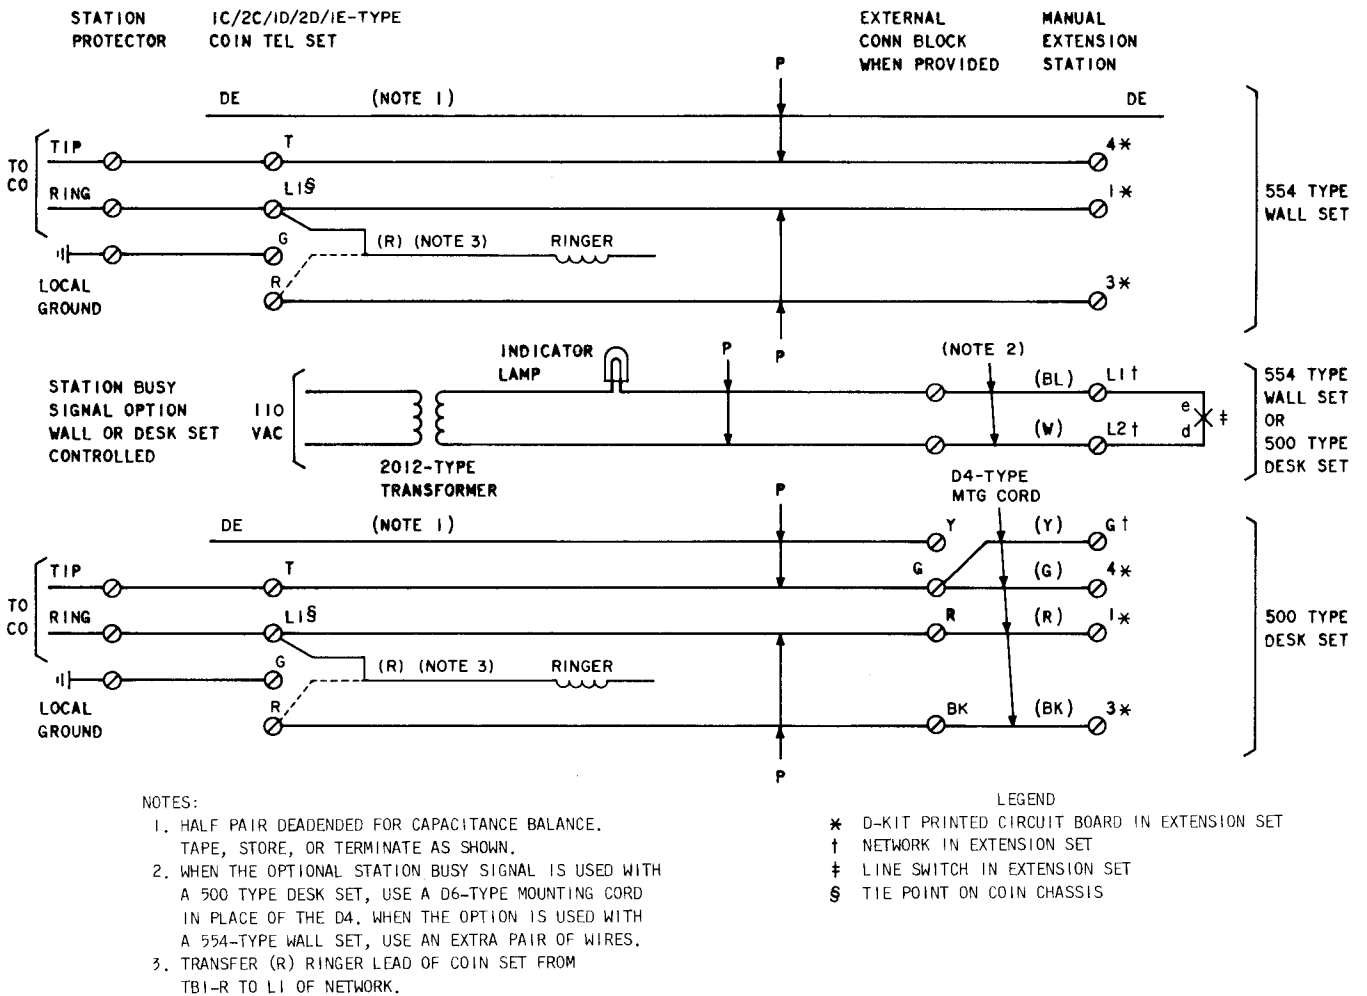 STATION PROTECTOR
1C/2C/1D/2D/1E-TYPE COIN TEL SET
EXTERNAL CONN BLOCK WHEN PROVIDED
MANUAL EXTENSION STATION
P
DE
(NOTE 1)
DE
TO CO
TIP
T
4*
RING
L1§
1*
554 TYPE WALL SET
G
(R) (NOTE 3)
RINGER
LOCAL GROUND
R
3*
P
INDICATOR LAMP
P
(NOTE 2)
STATION BUSY SIGNAL OPTION WALL OR DESK SET CONTROLLED
110 VAC
(BL)
L1†
e
d
‡
(W)
L2†
554 TYPE WALL SET OR 500 TYPE DESK SET
2012-TYPE TRANSFORMER
D4-TYPE MTG CORD
P
DE
(NOTE 1)
Y
(Y)
G†
TO CO
TIP
T
G
(G)
4*
RING
L1§
R
(R)
1*
500 TYPE DESK SET
G
(R) (NOTE 3)
RINGER
LOCAL GROUND
R
BK
(BK)
3*
P
NOTES:
1. HALF PAIR DEADENDED FOR CAPACITANCE BALANCE.
TAPE, STORE, OR TERMINATE AS SHOWN.
2. WHEN THE OPTIONAL STATION BUSY SIGNAL IS USED WITH
A 500 TYPE DESK SET, USE A D6-TYPE MOUNTING CORD
IN PLACE OF THE D4. WHEN THE OPTION IS USED WITH
A 554-TYPE WALL SET, USE AN EXTRA PAIR OF WIRES.
3. TRANSFER (R) RINGER LEAD OF COIN SET FROM
TB1-R TO L1 OF NETWORK.
LEGEND
* D-KIT PRINTED CIRCUIT BOARD IN EXTENSION SET
† NETWORK IN EXTENSION SET
‡ LINE SWITCH IN EXTENSION SET
§ TIE POINT ON COIN CHASSIS